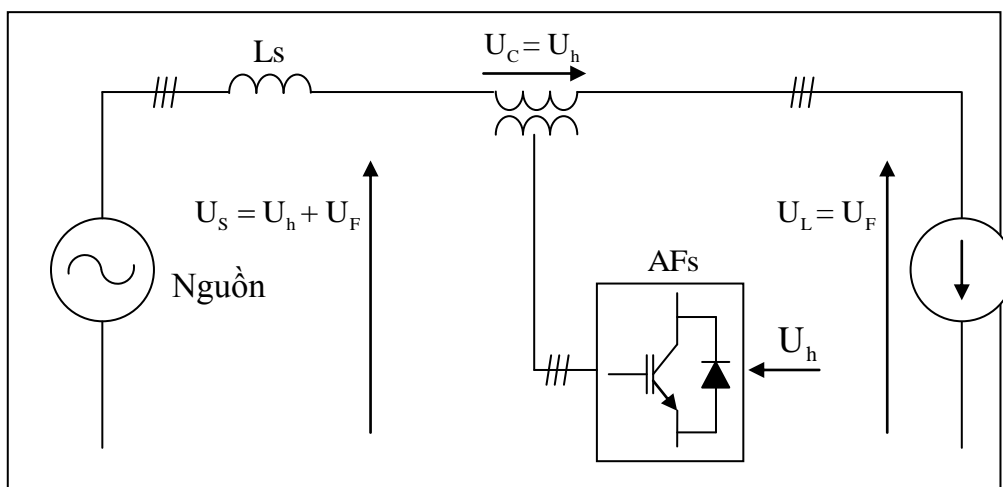 Ls
U_C = U_h
U_S = U_h + U_F
U_L = U_F
AFs
Nguồn
U_h